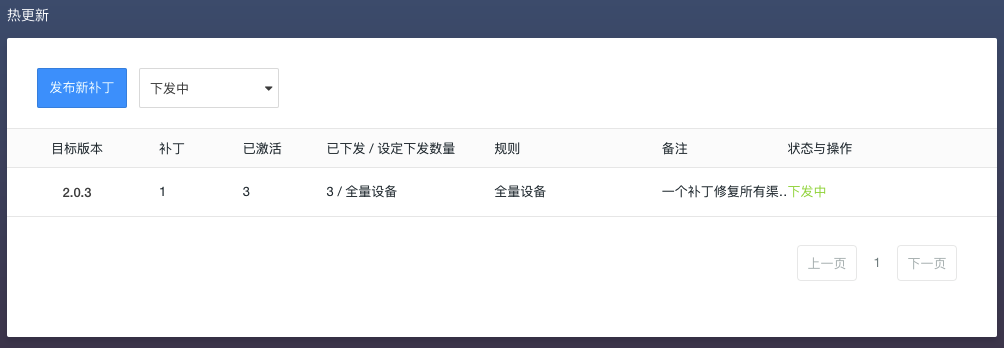 热更新
发布新补丁 下发中
目标版本 补丁 已激活 已下发 / 设定下发数量 规则 备注 状态与操作
2.0.3 1 3 3 / 全量设备 全量设备 一个补丁修复所有渠... 下发中
上一页 1 下一页